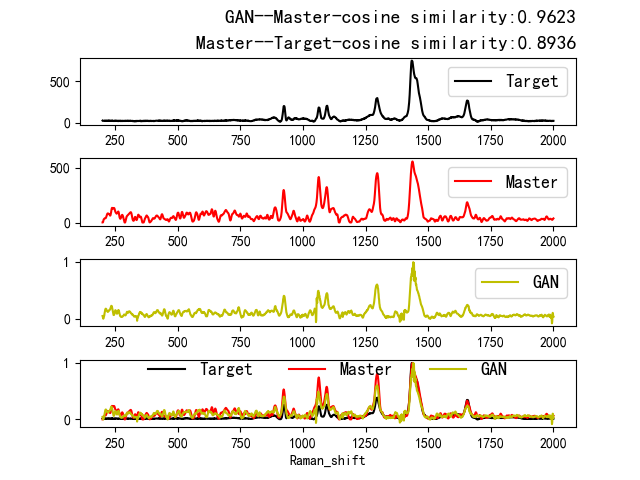 GAN--Master-cosine similarity:0.9623
Master--Target-cosine similarity:0.8936
500
0
Target
250 500 750 1000 1250 1500 1750 2000
500
0
Master
250 500 750 1000 1250 1500 1750 2000
1
0
GAN
250 500 750 1000 1250 1500 1750 2000
1
0
Target Master GAN
250 500 750 1000 1250 1500 1750 2000
Raman_shift